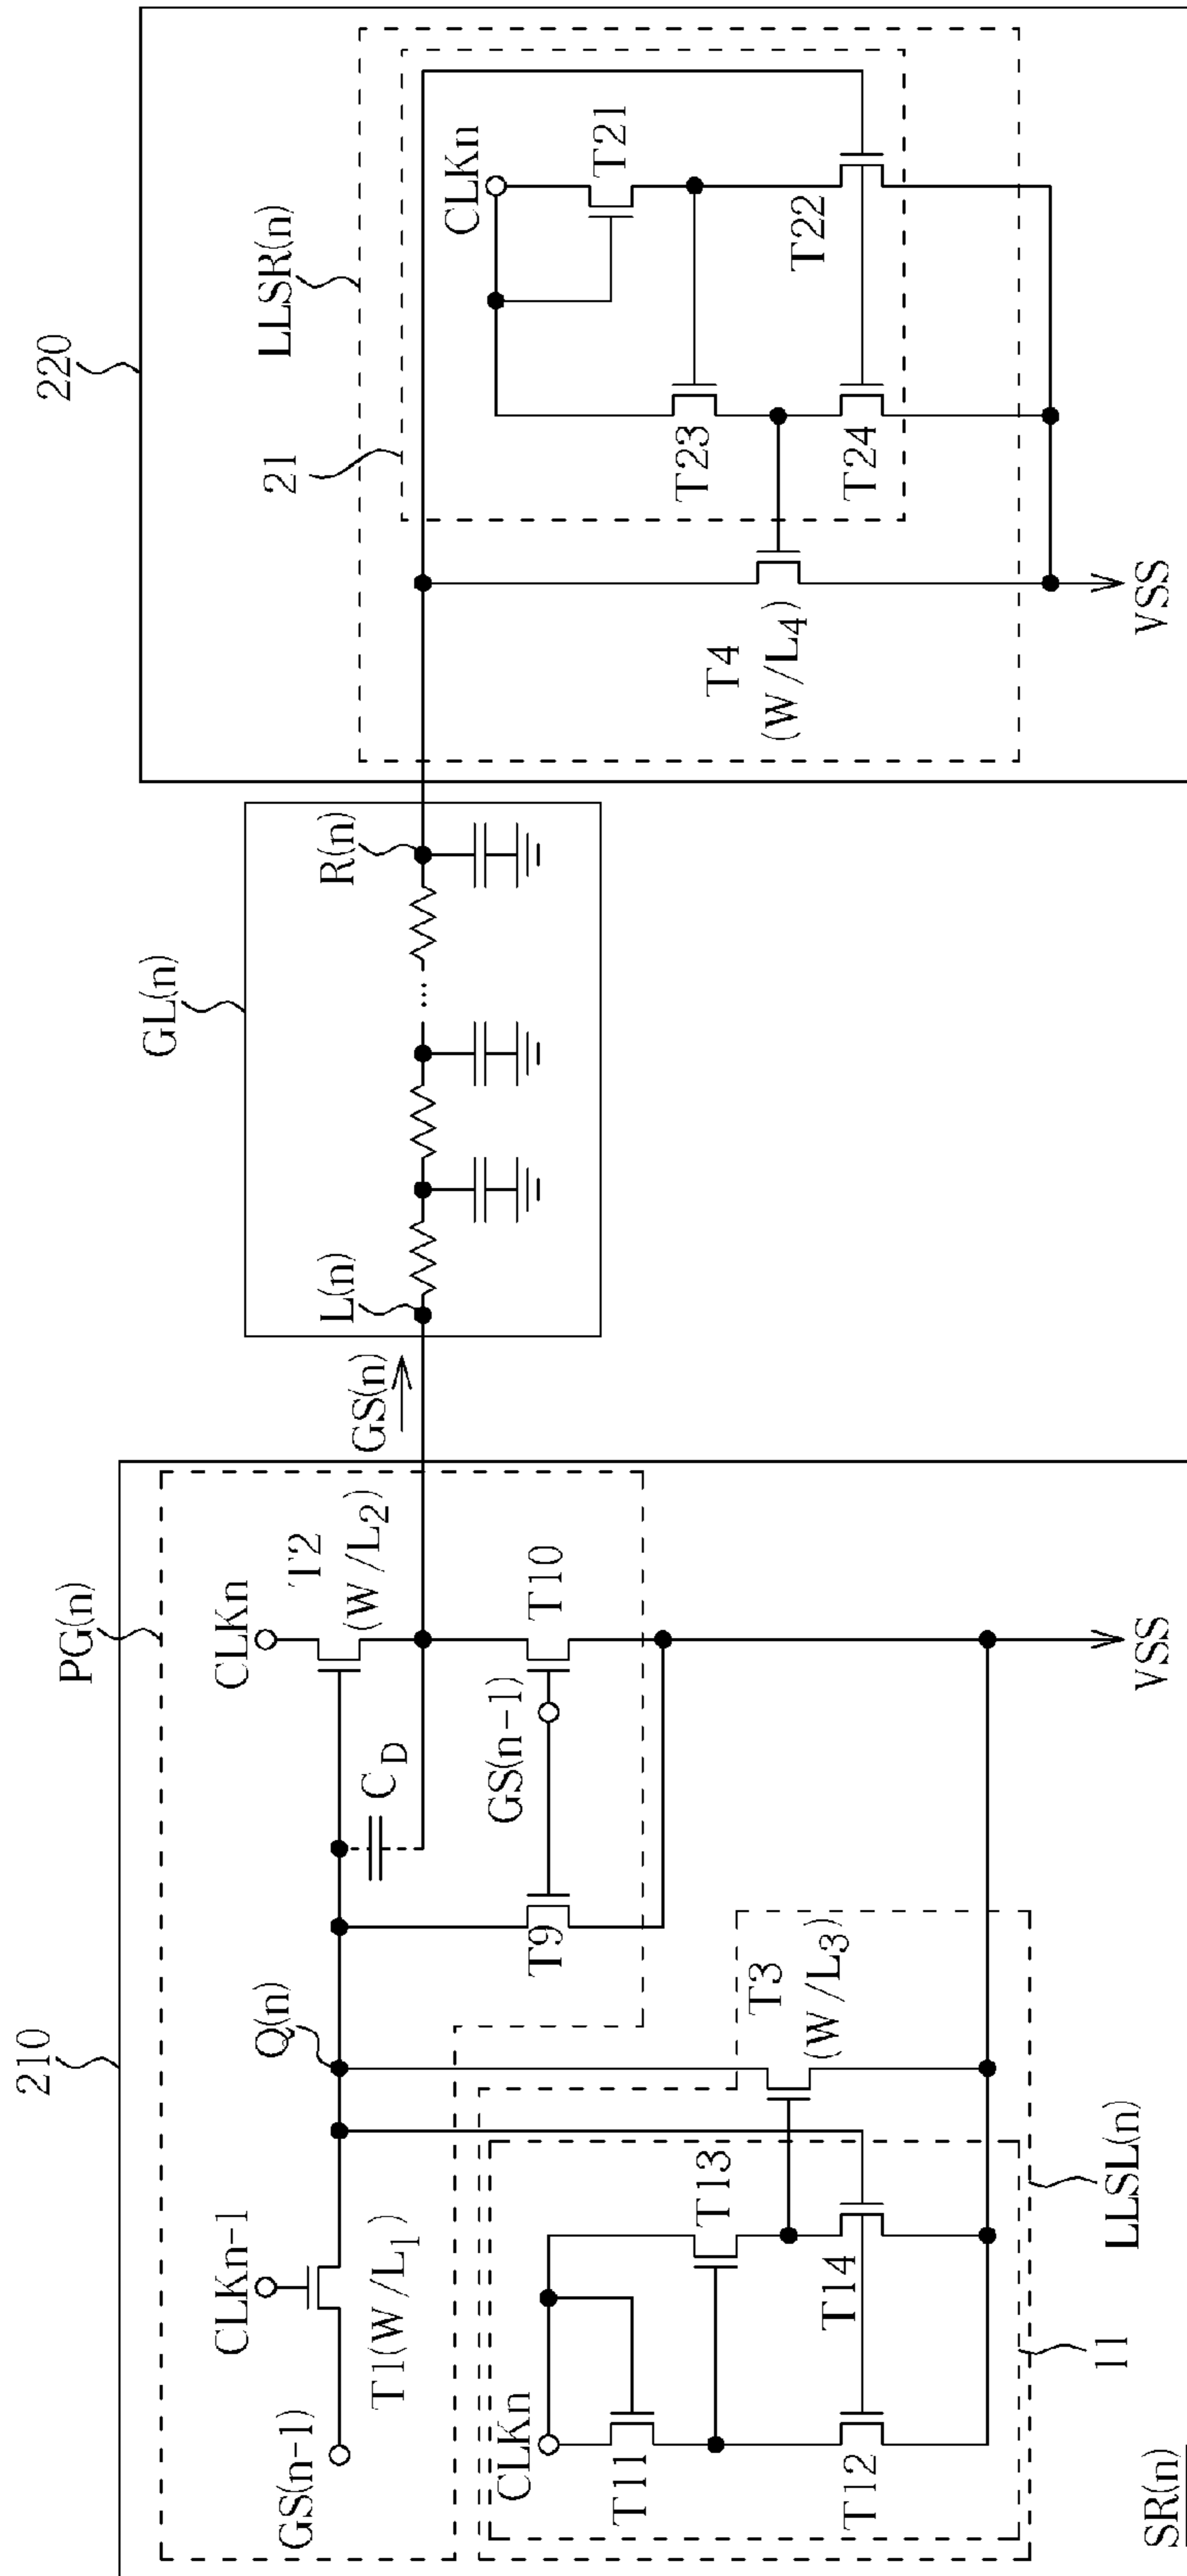 210
PG(n)
Q(n)
GS(n-1)
CLKn-1
T1(W/L1)
CLKn
T2
(W/L2)
CD
T9
GS(n-1)
T10
GS(n)
CLKn
T11
T12
T13
T14
T3
(W/L3)
11
LLSL(n)
VSS
SR(n)
GL(n)
L(n)
...
R(n)
220
LLSR(n)
21
CLKn
T21
T22
T23
T24
T4
(W/L4)
VSS